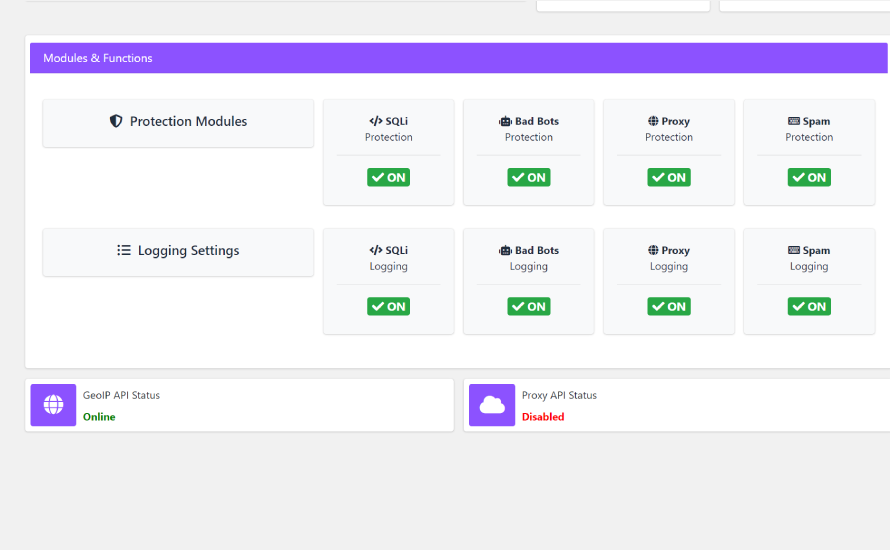 Modules & Functions
Protection Modules
SQLi
Protection
ON
Bad Bots
Protection
ON
Proxy
Protection
ON
Spam
Protection
ON
Logging Settings
SQLi
Logging
ON
Bad Bots
Logging
ON
Proxy
Logging
ON
Spam
Logging
ON
GeoIP API Status
Online
Proxy API Status
Disabled